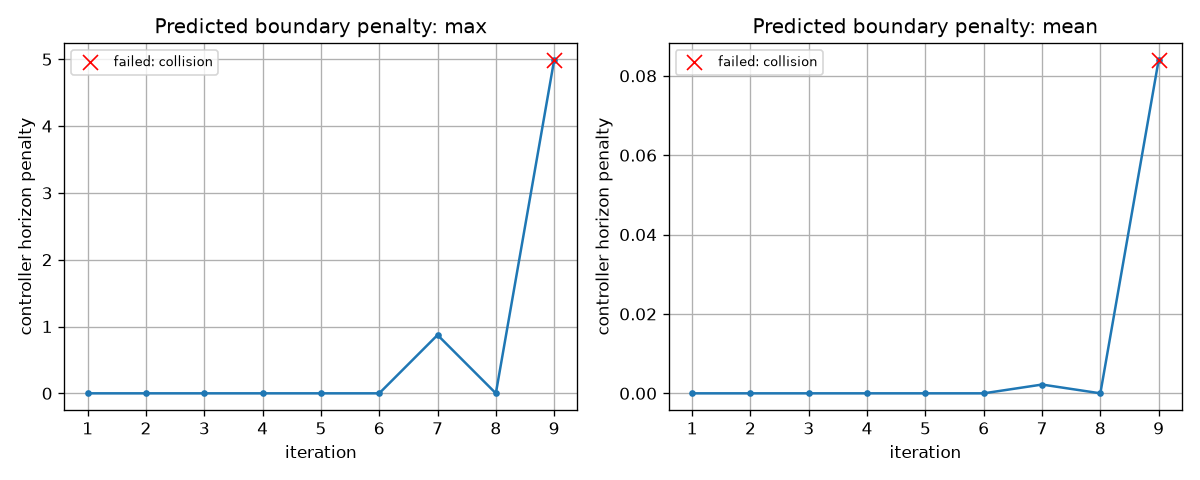 Predicted boundary penalty: max
failed: collision
controller horizon penalty
5
4
3
2
1
0
1 2 3 4 5 6 7 8 9
iteration
Predicted boundary penalty: mean
failed: collision
controller horizon penalty
0.08
0.06
0.04
0.02
0.00
1 2 3 4 5 6 7 8 9
iteration